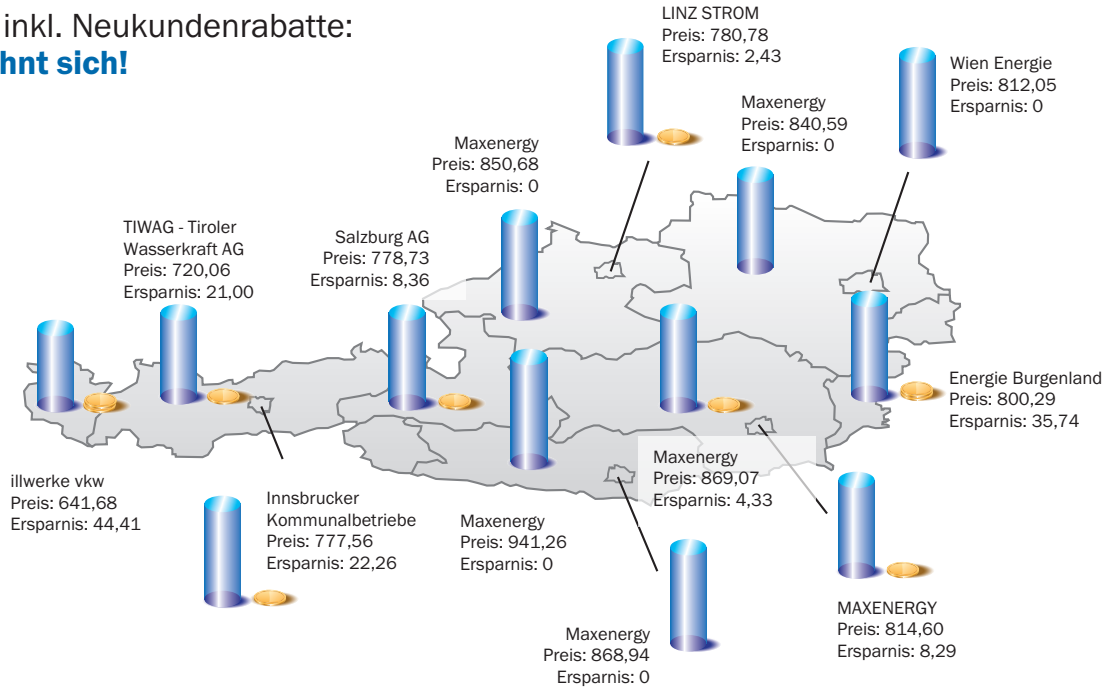 inkl. Neukundenrabatte:
hnt sich!
LINZ STROM
Preis: 780,78
Ersparnis: 2,43
Wien Energie
Preis: 812,05
Ersparnis: 0
Maxenergy
Preis: 840,59
Ersparnis: 0
Maxenergy
Preis: 850,68
Ersparnis: 0
TIWAG - Tiroler
Wasserkraft AG
Preis: 720,06
Ersparnis: 21,00
Salzburg AG
Preis: 778,73
Ersparnis: 8,36
Energie Burgenland
Preis: 800,29
Ersparnis: 35,74
Maxenergy
Preis: 869,07
Ersparnis: 4,33
illwerke vkw
Preis: 641,68
Ersparnis: 44,41
Innsbrucker
Kommunalbetriebe
Preis: 777,56
Ersparnis: 22,26
Maxenergy
Preis: 941,26
Ersparnis: 0
MAXENERGY
Preis: 814,60
Ersparnis: 8,29
Maxenergy
Preis: 868,94
Ersparnis: 0